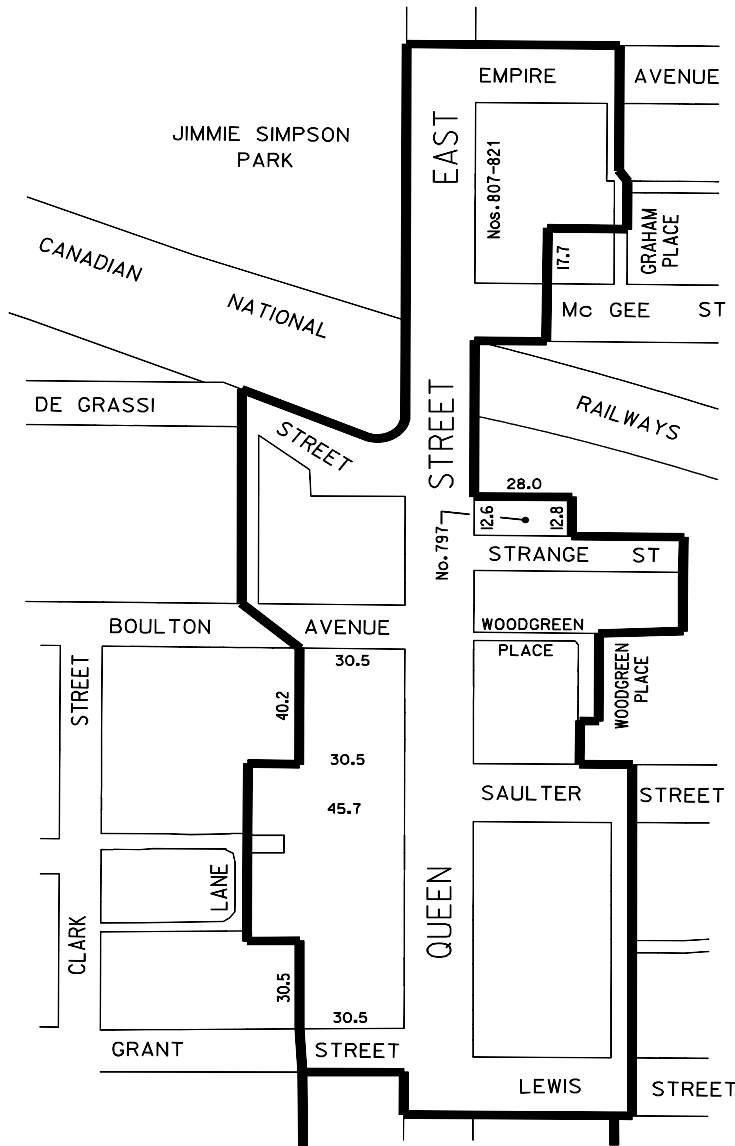 EMPIRE AVENUE
JIMMIE SIMPSON
PARK
EAST
Nos. 807-821
GRAHAM
PLACE
17.7
CANADIAN NATIONAL
Mc GEE ST
DE GRASSI STREET
RAILWAYS
STREET
28.0
12.6
12.8
No. 797
STRANGE ST
BOULTON AVENUE
WOODGREEN
PLACE
WOODGREEN
PLACE
30.5
40.2
STREET
30.5
45.7
SAULTER STREET
LANE
QUEEN
CLARK
30.5
30.5
GRANT STREET
LEWIS STREET